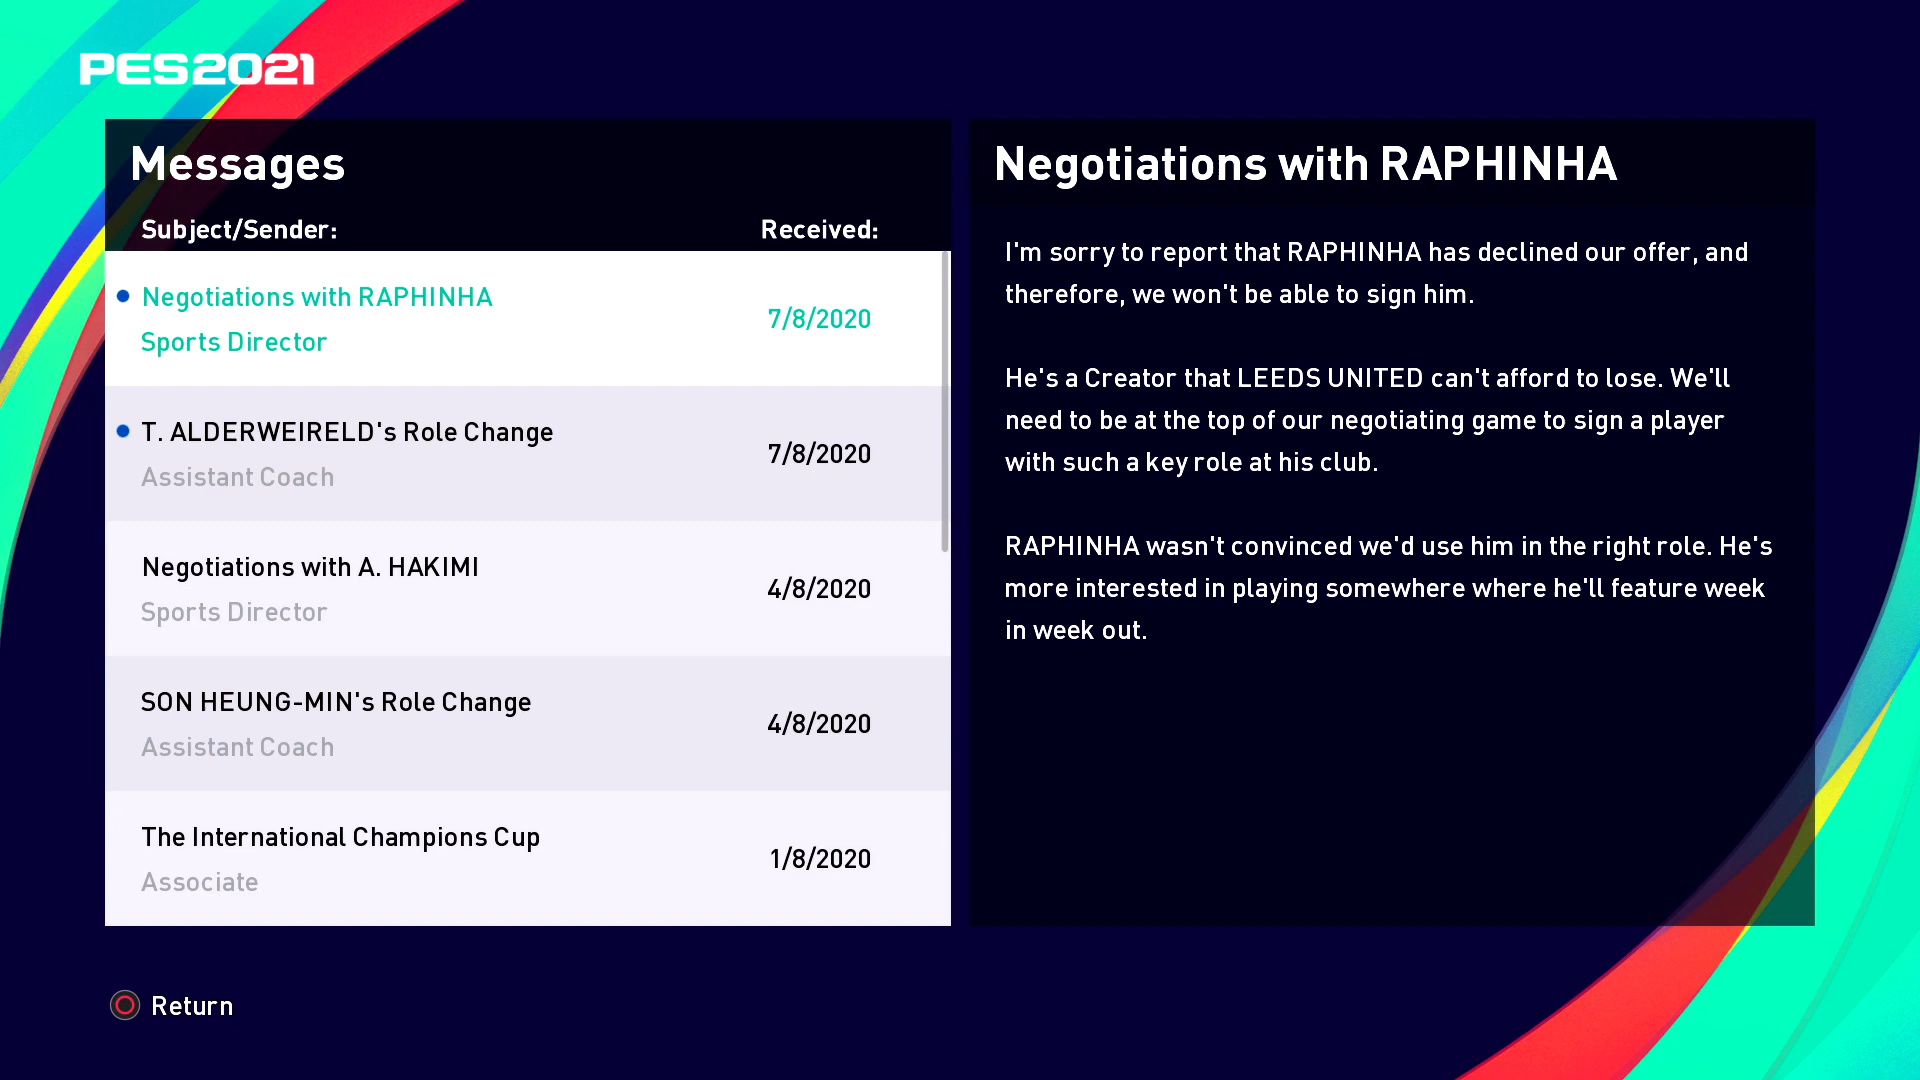 PES2021
Messages
Subject/Sender:
Received:
Negotiations with RAPHINHA
Sports Director
7/8/2020
T. ALDERWEIRELD's Role Change
Assistant Coach
7/8/2020
Negotiations with A. HAKIMI
Sports Director
4/8/2020
SON HEUNG-MIN's Role Change
Assistant Coach
4/8/2020
The International Champions Cup
Associate
1/8/2020
Negotiations with RAPHINHA
I'm sorry to report that RAPHINHA has declined our offer, and
therefore, we won't be able to sign him.
He's a Creator that LEEDS UNITED can't afford to lose. We'll
need to be at the top of our negotiating game to sign a player
with such a key role at his club.
RAPHINHA wasn't convinced we'd use him in the right role. He's
more interested in playing somewhere where he'll feature week
in week out.
Return